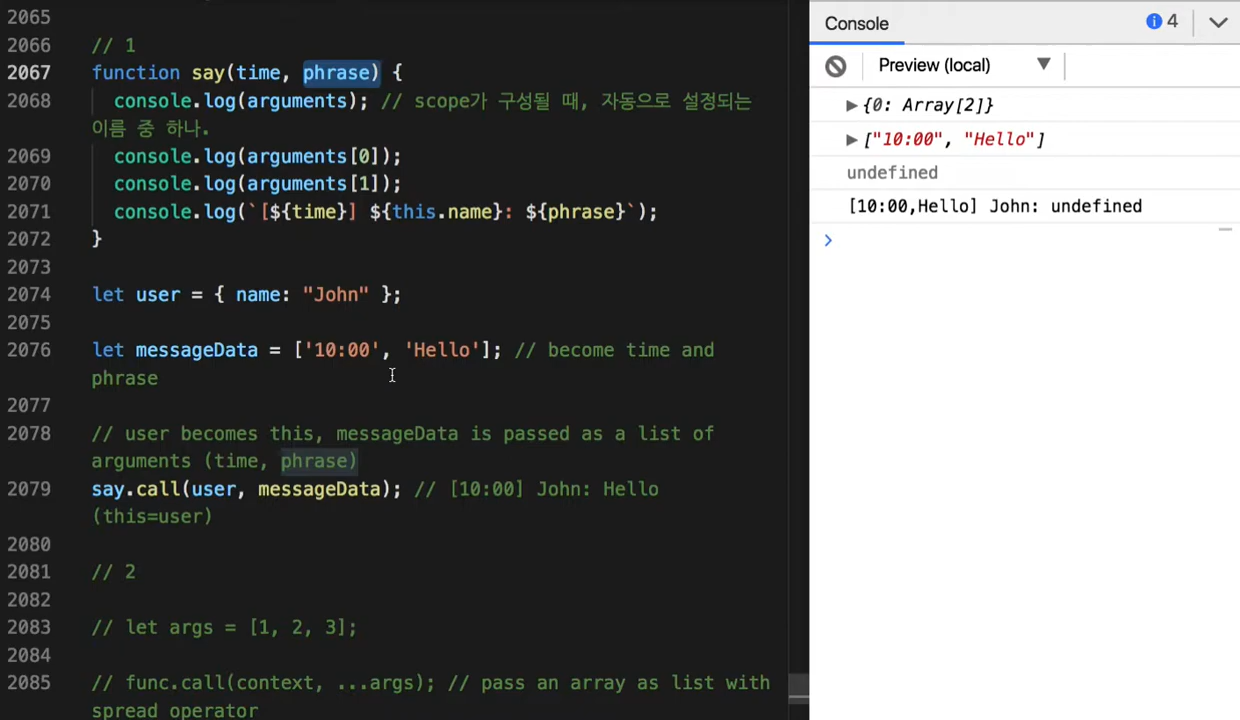 2065
2066 // 1
2067 function say(time, phrase) {
2068 console.log(arguments); // scope가 구성될 때, 자동으로 설정되는
이름 중 하나.
2069 console.log(arguments[0]);
2070 console.log(arguments[1]);
2071 console.log(`[${time}] ${this.name}: ${phrase}`);
2072 }
2073
2074 let user = { name: "John" };
2075
2076 let messageData = ['10:00', 'Hello']; // become time and
phrase
2077
2078 // user becomes this, messageData is passed as a list of
arguments (time, phrase)
2079 say.call(user, messageData); // [10:00] John: Hello
(this=user)
2080
2081 // 2
2082
2083 // let args = [1, 2, 3];
2084
2085 // func.call(context, ...args); // pass an array as list with
spread operator
Console
4
Preview (local)
{0: Array[2]}
["10:00", "Hello"]
undefined
[10:00,Hello] John: undefined